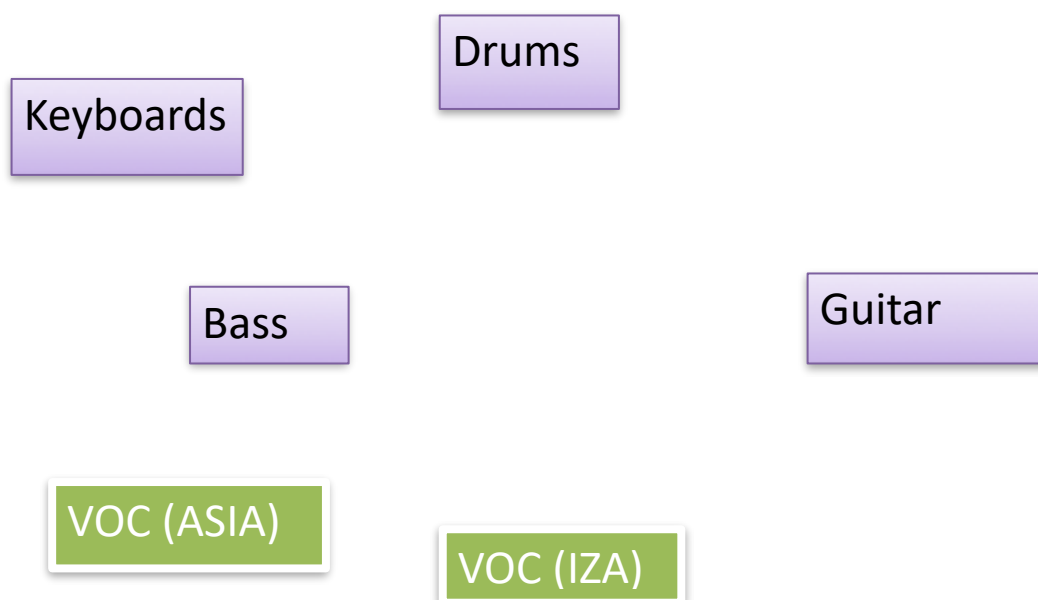 Drums
Keyboards
Bass
Guitar
VOC (ASIA)
VOC (IZA)